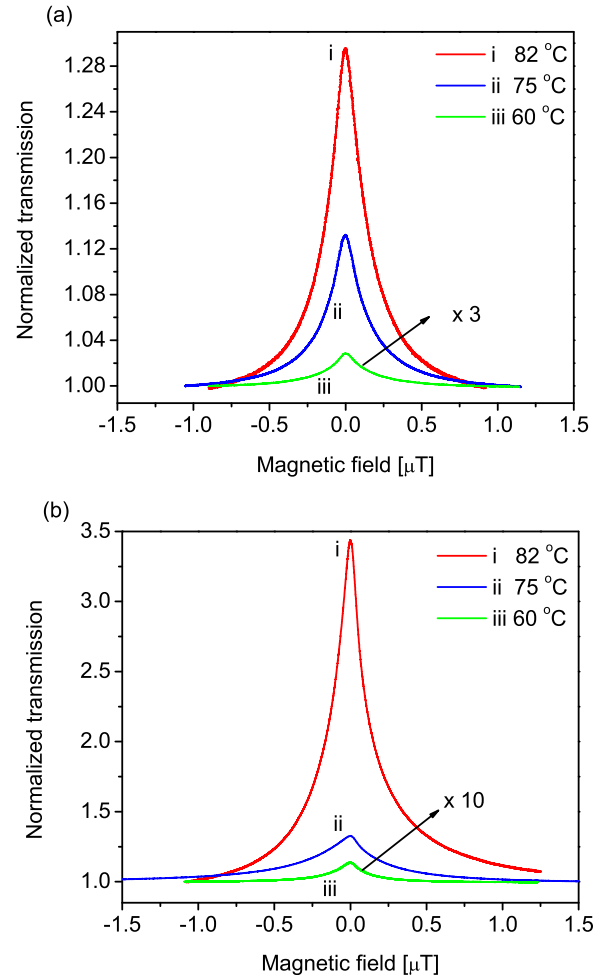 (a)
i 82 °C
ii 75 °C
iii 60 °C
i
ii
iii
x 3
1.28
1.24
1.20
1.16
1.12
1.08
1.04
1.00
Normalized transmission
-1.5 -1.0 -0.5 0.0 0.5 1.0 1.5
Magnetic field [μT]
(b)
i 82 °C
ii 75 °C
iii 60 °C
i
ii
iii
x 10
3.5
3.0
2.5
2.0
1.5
1.0
Normalized transmission
-1.5 -1.0 -0.5 0.0 0.5 1.0 1.5
Magnetic field [μT]